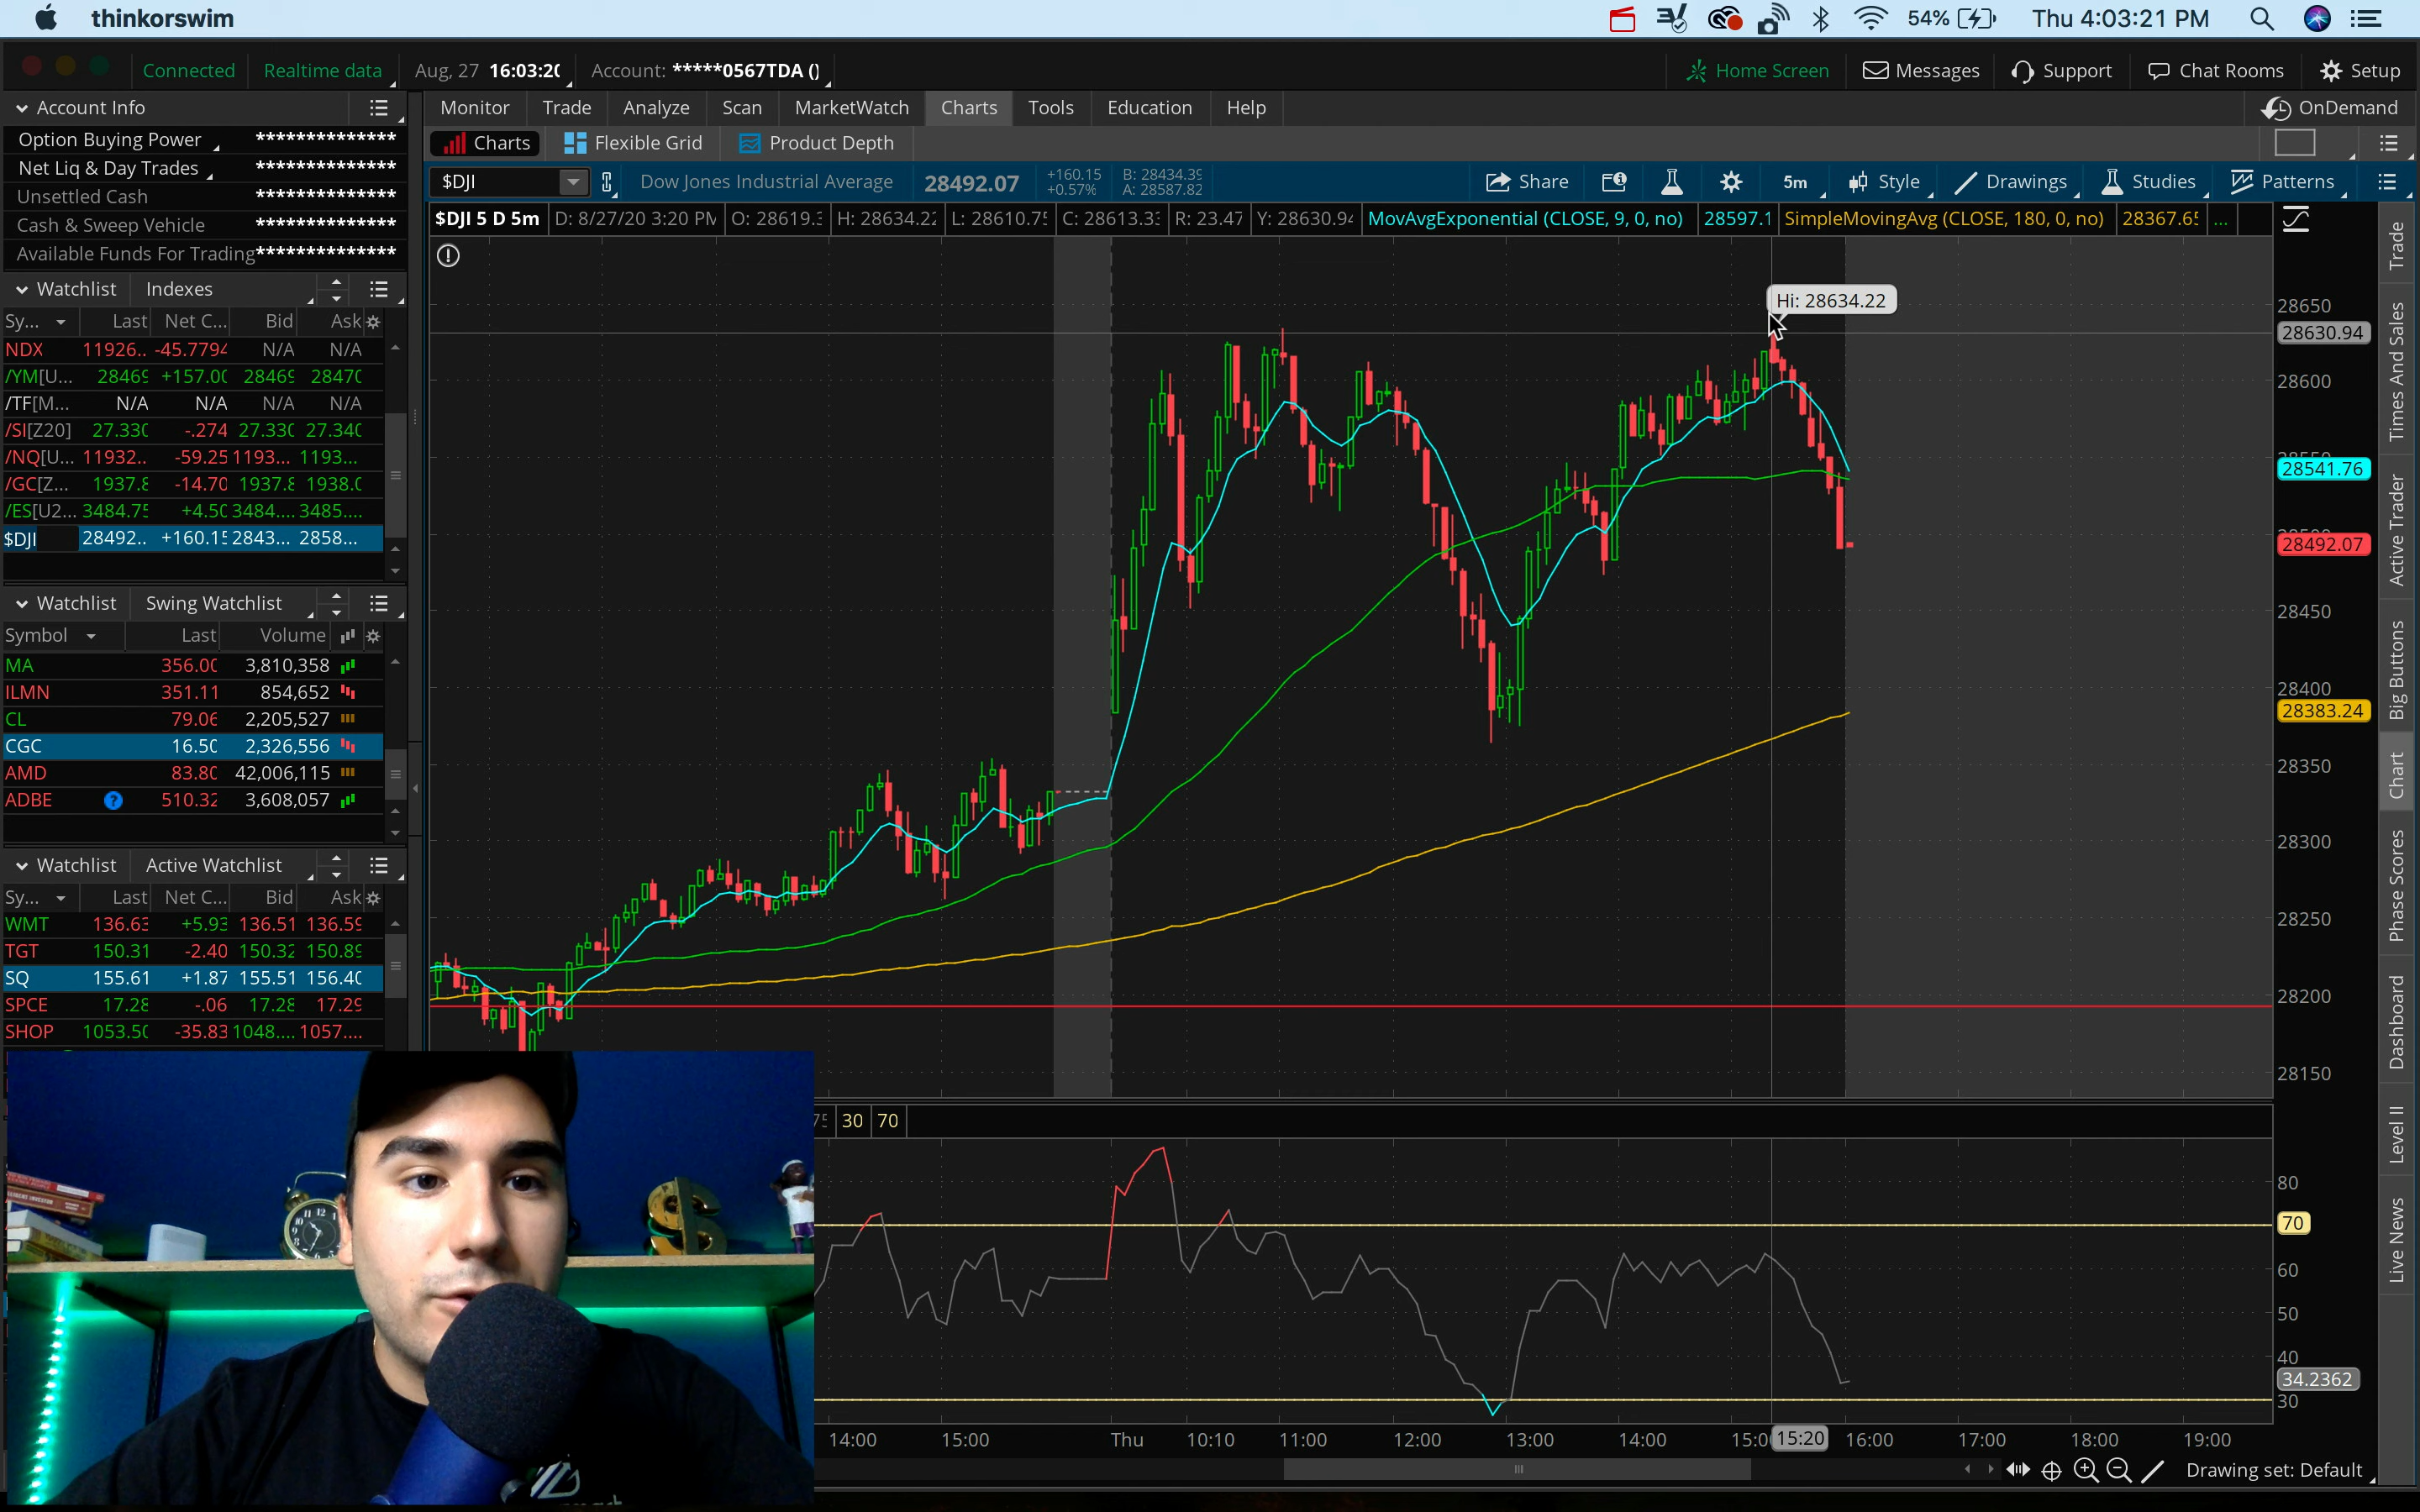 thinkorswim 54% Thu 4:03:21 PM
Connected Realtime data Aug, 27 16:03:20 Account: *****0567TDA () Home Screen Messages Support Chat Rooms Setup
Account Info
Option Buying Power **************
Net Liq & Day Trades **************
Unsettled Cash **************
Cash & Sweep Vehicle **************
Available Funds For Trading **************
Monitor Trade Analyze Scan MarketWatch Charts Tools Education Help OnDemand
Charts Flexible Grid Product Depth
$DJI Dow Jones Industrial Average 28492.07 +160.15 +0.57% B: 28434.39 A: 28587.82 Share 5m Style Drawings Studies Patterns
$DJI 5 D 5m D: 8/27/20 3:20 PM O: 28619.3 H: 28634.22 L: 28610.75 C: 28613.33 R: 23.47 Y: 28630.94 MovAvgExponential (CLOSE, 9, 0, no) 28597.1 SimpleMovingAvg (CLOSE, 180, 0, no) 28367.65 ...
Watchlist Indexes
Sy... Last Net C... Bid Ask
NDX 11926.. -45.7794 N/A N/A
/YM[U... 28469 +157.00 28469 28470
/TF[M... N/A N/A N/A N/A
/SI[Z20] 27.330 -.274 27.330 27.340
/NQ[U... 11932.. -59.25 1193... 1193...
/GC[Z... 1937.8 -14.70 1937.8 1938.0
/ES[U2... 3484.75 +4.50 3484.... 3485....
$DJI 28492.. +160.15 2843... 2858...
Watchlist Swing Watchlist
Symbol Last Volume
MA 356.00 3,810,358
ILMN 351.11 854,652
CL 79.06 2,205,527
CGC 16.50 2,326,556
AMD 83.80 42,006,115
ADBE ? 510.32 3,608,057
Watchlist Active Watchlist
Sy... Last Net C... Bid Ask
WMT 136.63 +5.93 136.51 136.59
TGT 150.31 -2.40 150.32 150.89
SQ 155.61 +1.87 155.51 156.40
SPCE 17.28 -.06 17.28 17.29
SHOP 1053.50 -35.83 1048.... 1057....
Hi: 28634.22
28650
28630.94
28600
28541.76
28492.07
28450
28400
28383.24
28350
28300
28250
28200
28150
30 70
80
70
60
50
40
34.2362
30
14:00 15:00 Thu 10:10 11:00 12:00 13:00 14:00 15:00 15:20 16:00 17:00 18:00 19:00
Drawing set: Default
Trade
Times And Sales
Active Trader
Big Buttons
Chart
Phase Scores
Dashboard
Level II
Live News